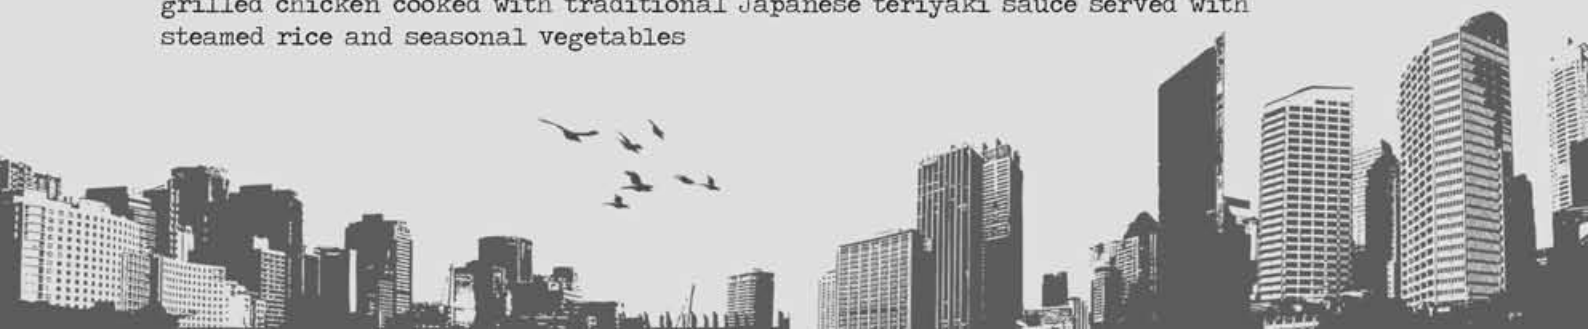 grilled chicken cooked with traditional Japanese teriyaki sauce served with
steamed rice and seasonal vegetables